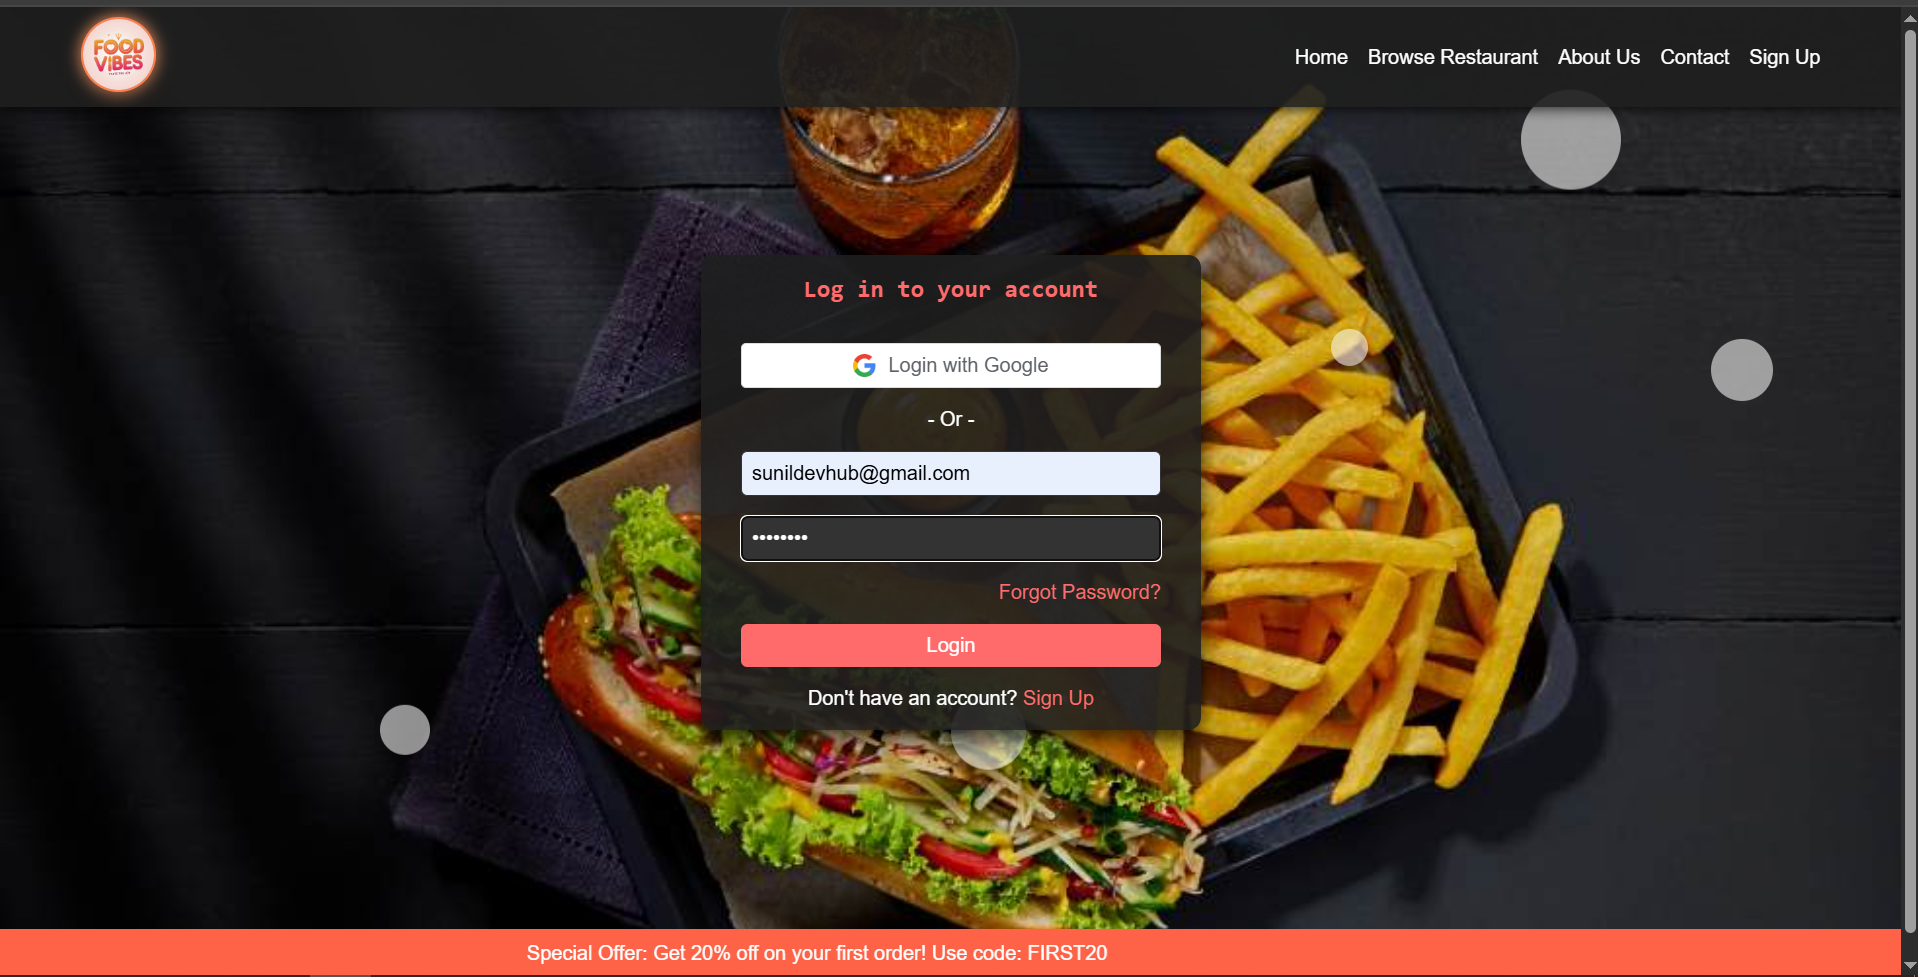 FOOD
VIBES
Home Browse Restaurant About Us Contact Sign Up
Log in to your account
Login with Google
- Or -
sunildevhub@gmail.com
••••••••
Forgot Password?
Login
Don't have an account? Sign Up
Special Offer: Get 20% off on your first order! Use code: FIRST20